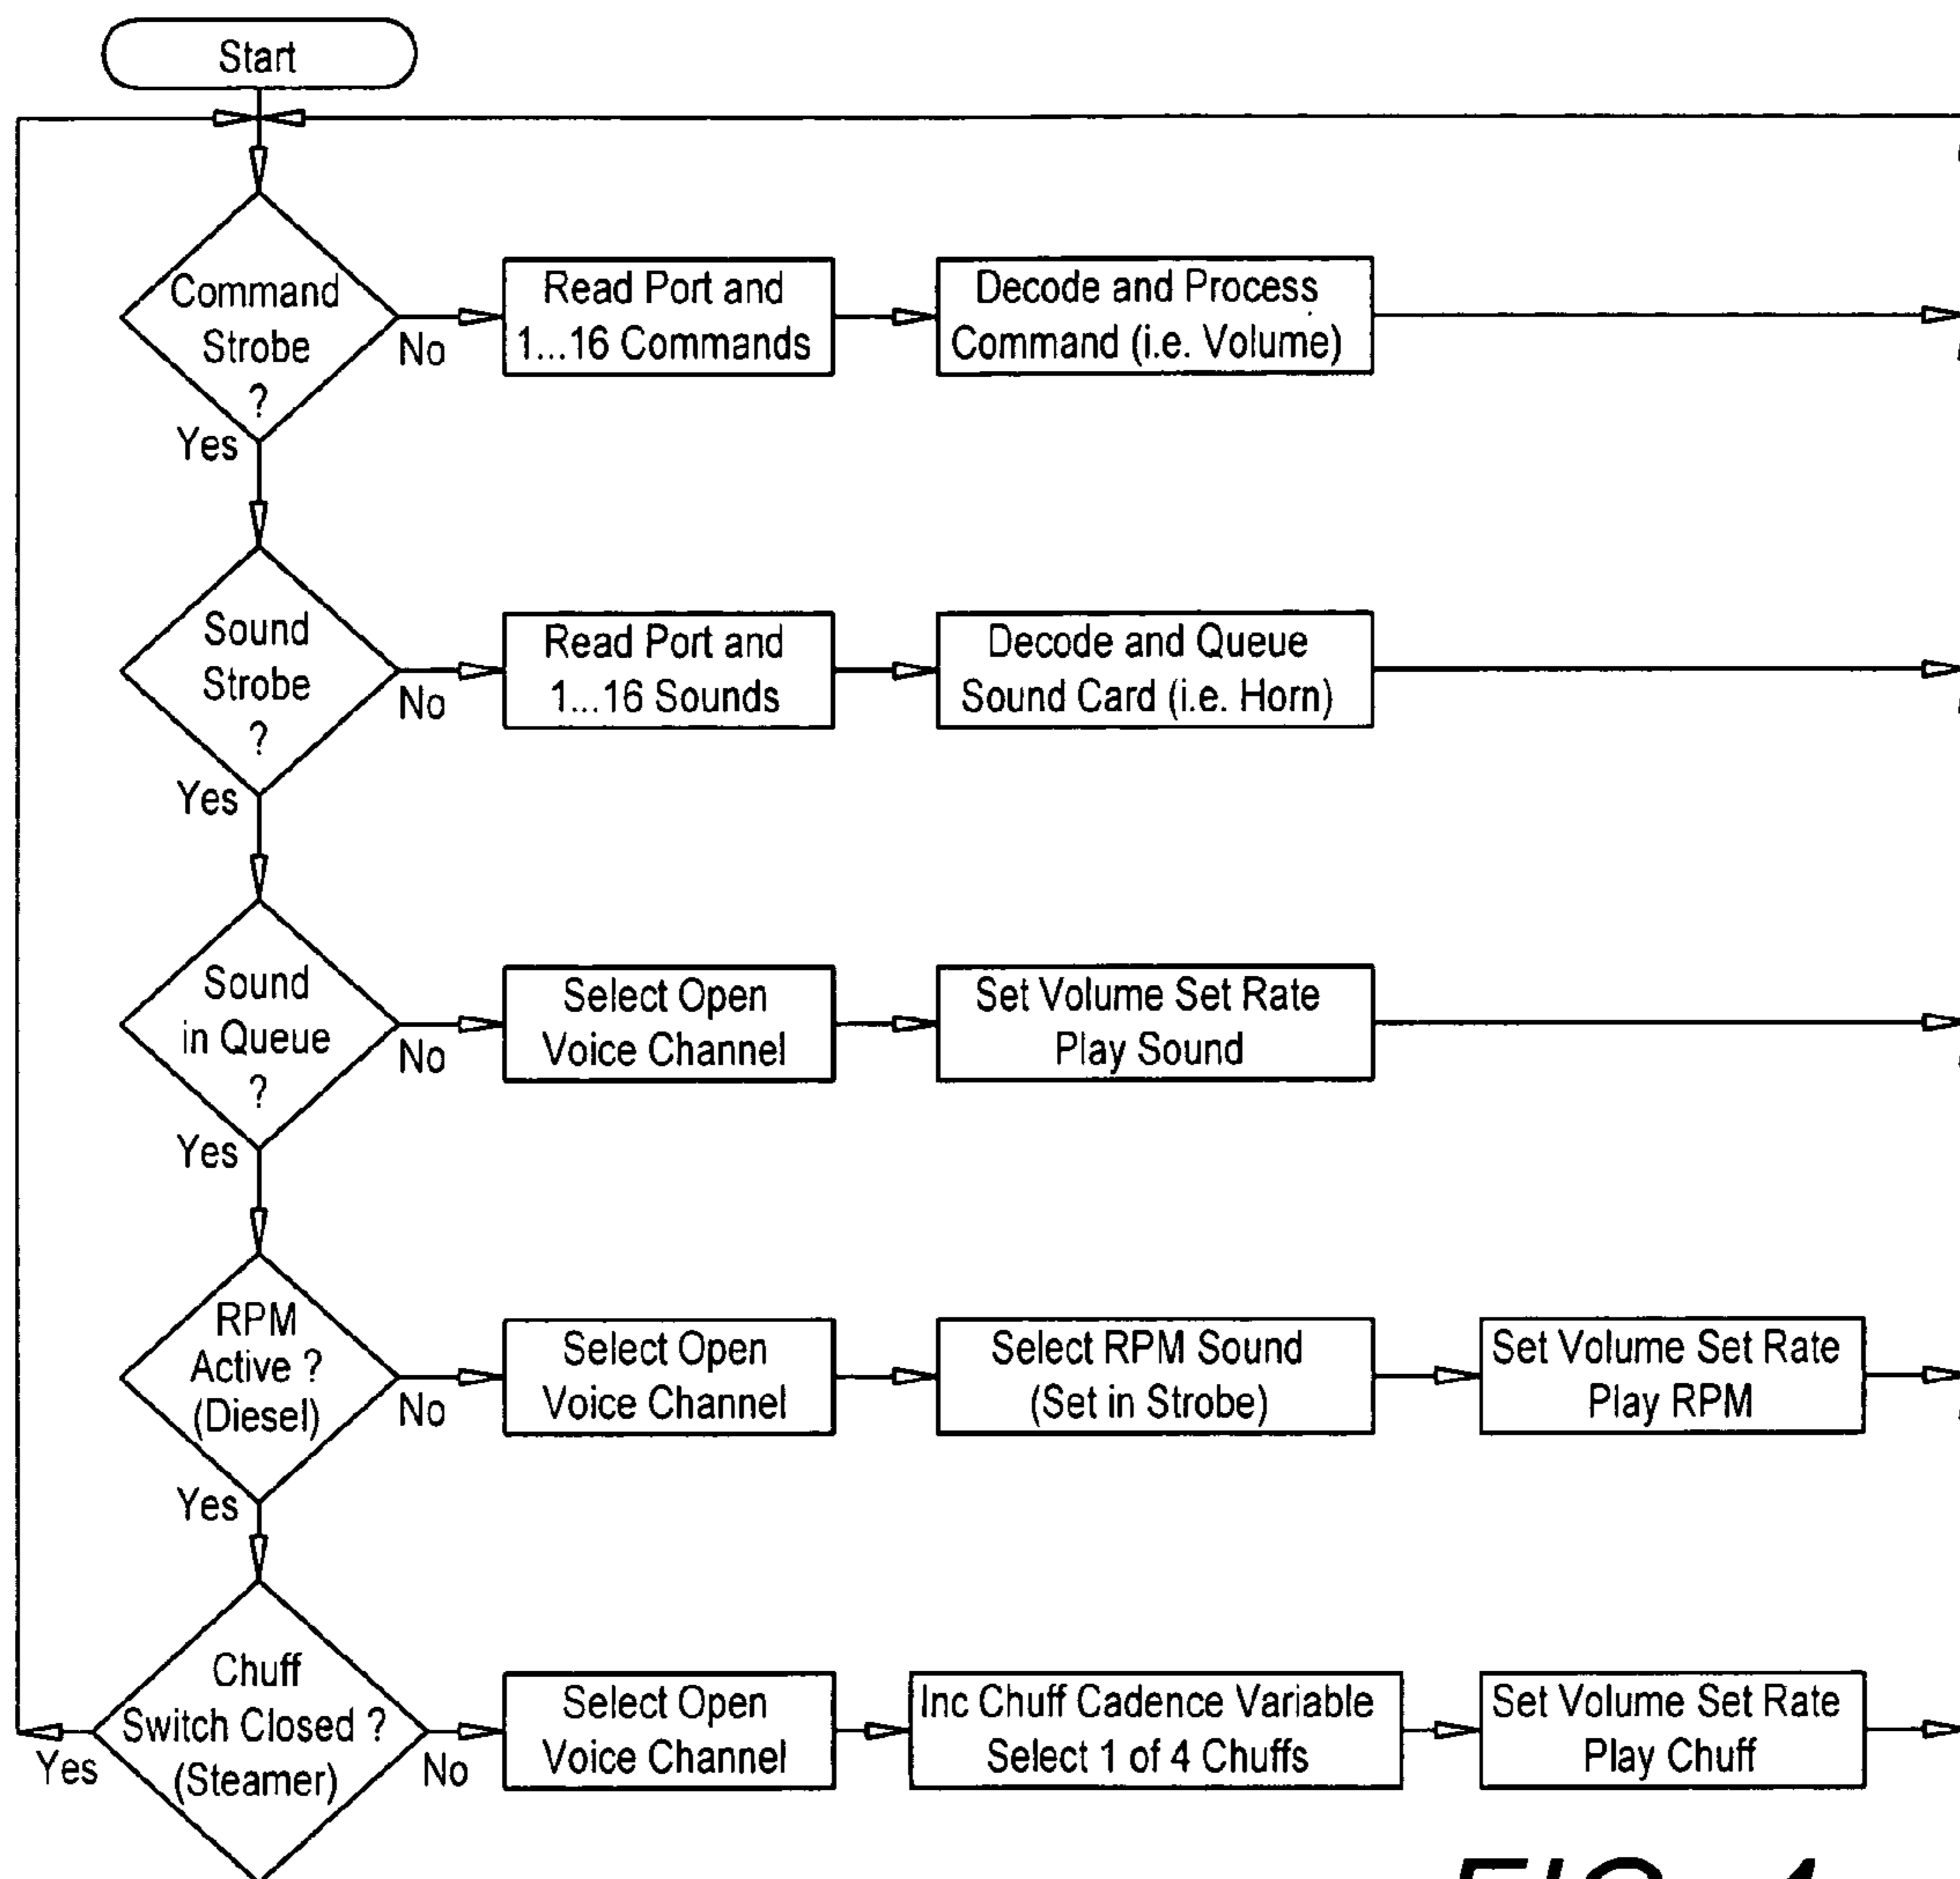 Start
Command
Strobe
?
No
Yes
Read Port and
1...16 Commands
Decode and Process
Command (i.e. Volume)
Sound
Strobe
?
No
Yes
Read Port and
1...16 Sounds
Decode and Queue
Sound Card (i.e. Horn)
Sound
in Queue
?
No
Yes
Select Open
Voice Channel
Set Volume Set Rate
Play Sound
RPM
Active ?
(Diesel)
No
Yes
Select Open
Voice Channel
Select RPM Sound
(Set in Strobe)
Set Volume Set Rate
Play RPM
Chuff
Switch Closed ?
(Steamer)
Yes
No
Select Open
Voice Channel
Inc Chuff Cadence Variable
Select 1 of 4 Chuffs
Set Volume Set Rate
Play Chuff